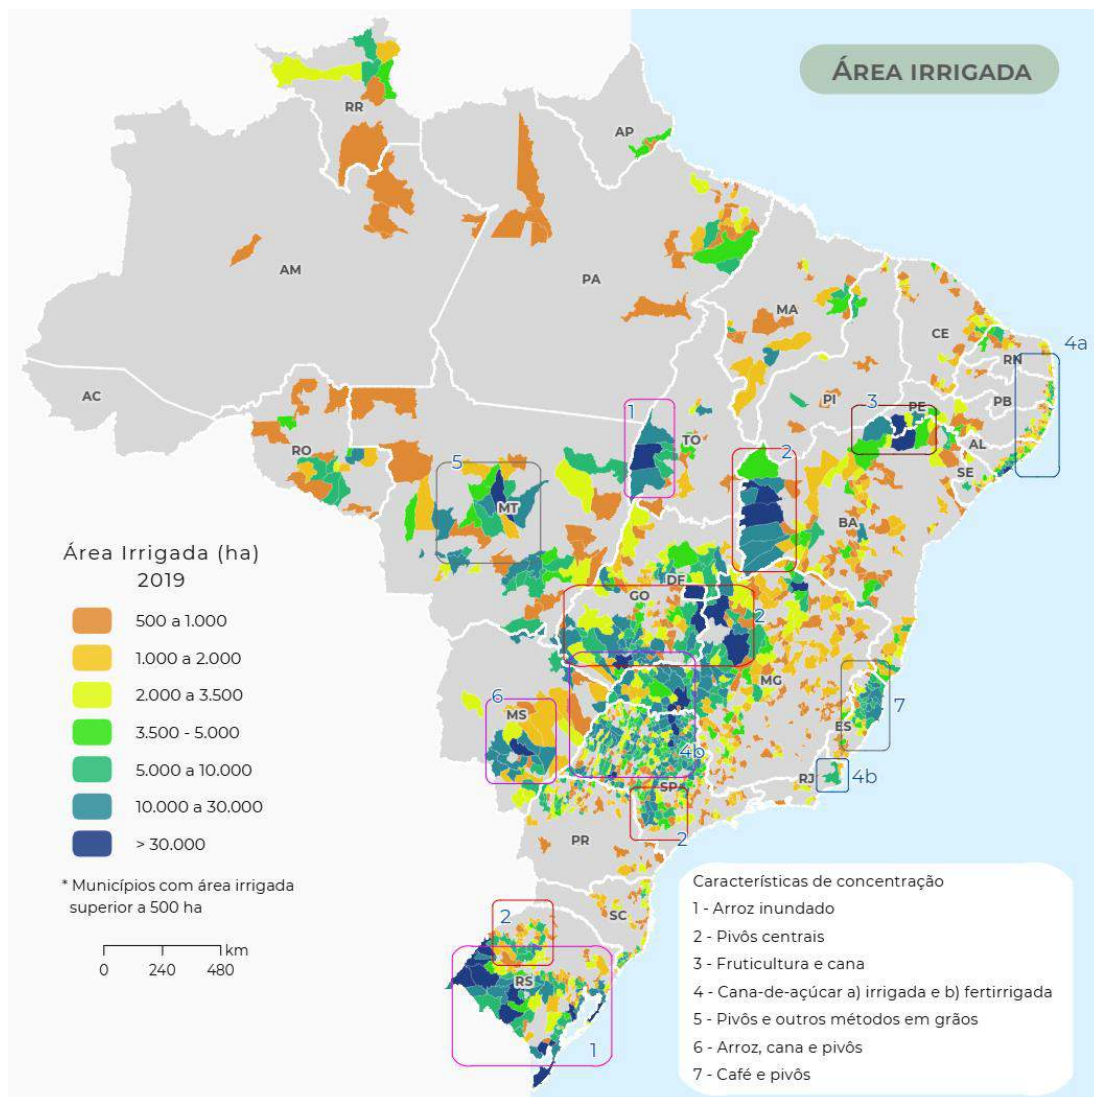 ÁREA IRRIGADA
RR
AP
AM
PA
MA
CE
4a
RN
AC
PI
3
PE
PB
1
TO
RO
2
AL
5
SE
MT
BA
Área Irrigada (ha)
2019
DF
GO
2
500 a 1.000
1.000 a 2.000
MG
2.000 a 3.500
6
MS
7
ES
3.500 - 5.000
4b
5.000 a 10.000
RJ
4b
SP
10.000 a 30.000
> 30.000
PR
2
* Municípios com área irrigada
superior a 500 ha
2
SC
km
0 240 480
RS
1
Características de concentração
1 - Arroz inundado
2 - Pivôs centrais
3 - Fruticultura e cana
4 - Cana-de-açúcar a) irrigada e b) fertirrigada
5 - Pivôs e outros métodos em grãos
6 - Arroz, cana e pivôs
7 - Café e pivôs